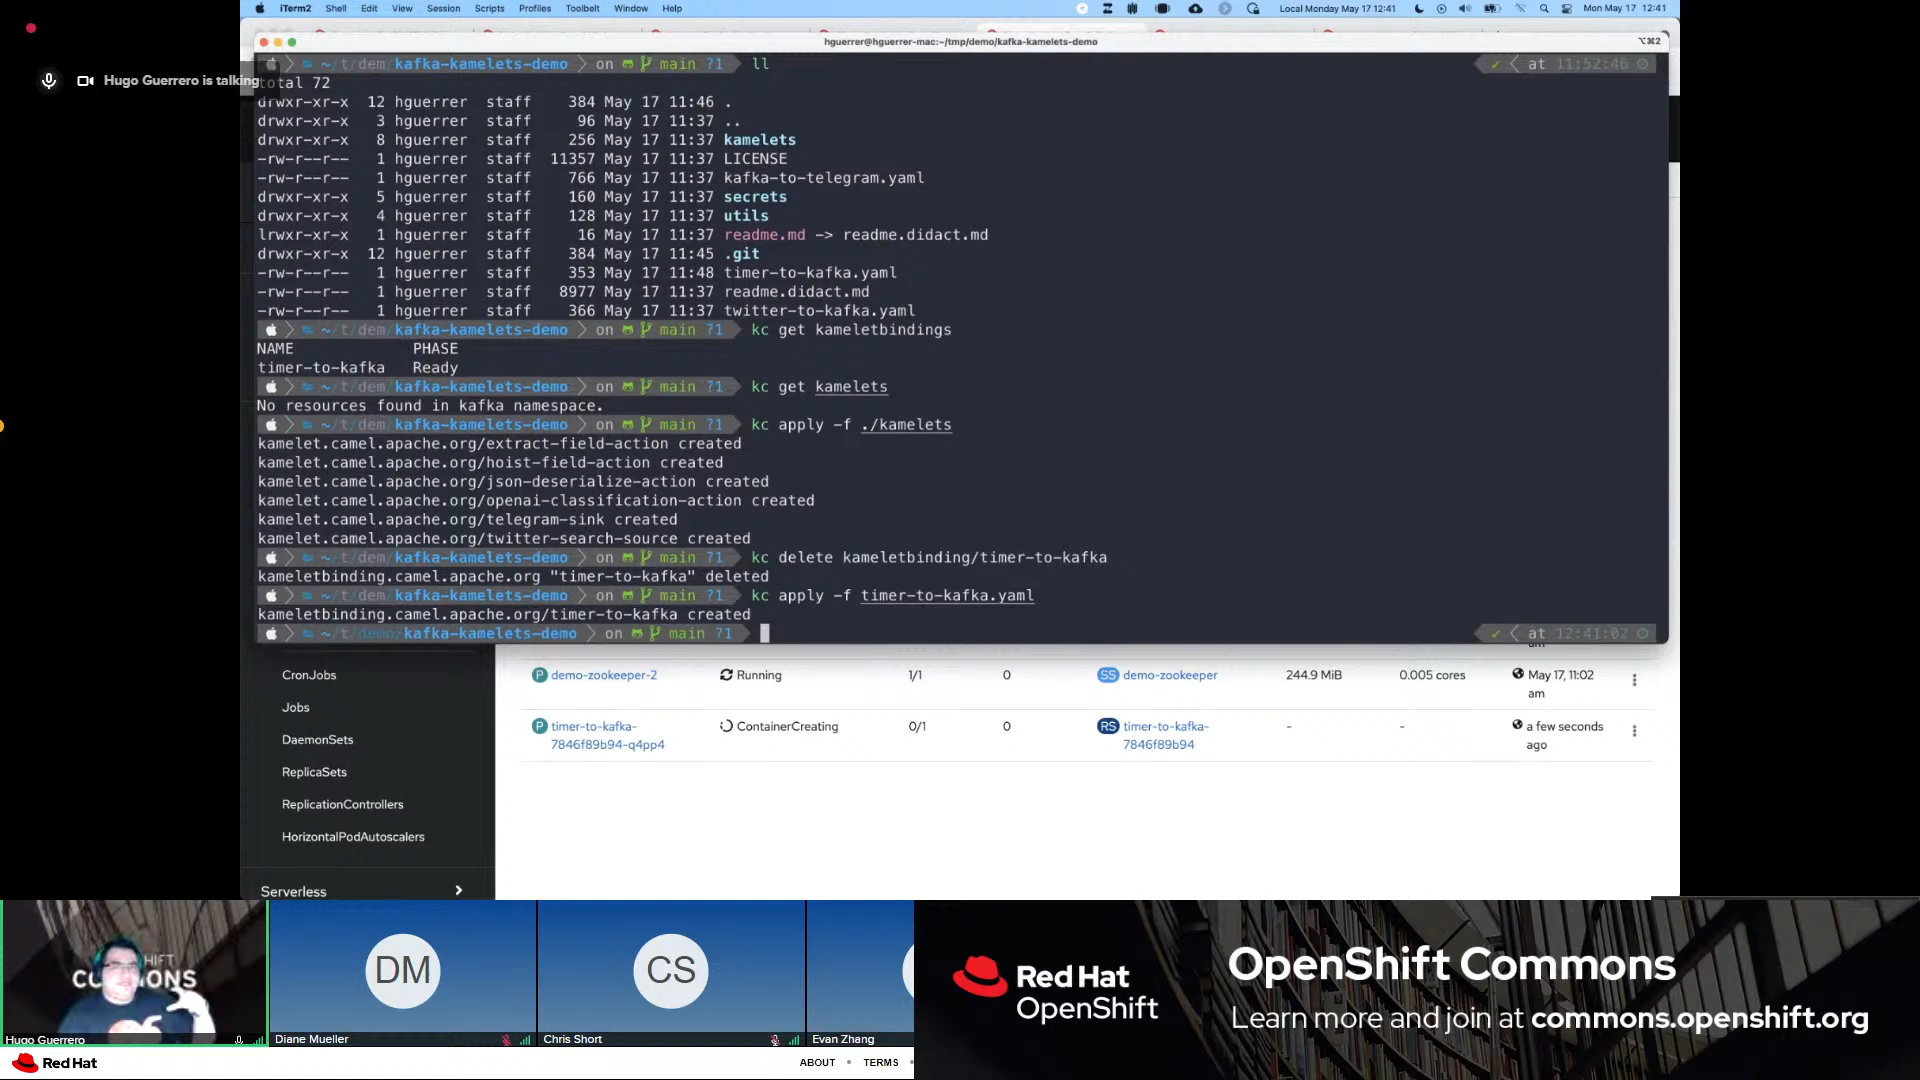 iTerm2 Shell Edit View Session Scripts Profiles Toolbelt Window Help Local Monday May 17 12:41 Mon May 17 12:41
hguerrer@hguerrer-mac:~/tmp/demo/kafka-kamelets-demo ⌥⌘2
~/t/dem/kafka-kamelets-demo on main ?1 ll ✓ at 11:52:46
Hugo Guerrero is talking
total 72
drwxr-xr-x 12 hguerrer staff 384 May 17 11:46 .
drwxr-xr-x 3 hguerrer staff 96 May 17 11:37 ..
drwxr-xr-x 8 hguerrer staff 256 May 17 11:37 kamelets
-rw-r--r-- 1 hguerrer staff 11357 May 17 11:37 LICENSE
-rw-r--r-- 1 hguerrer staff 766 May 17 11:37 kafka-to-telegram.yaml
drwxr-xr-x 5 hguerrer staff 160 May 17 11:37 secrets
drwxr-xr-x 4 hguerrer staff 128 May 17 11:37 utils
lrwxr-xr-x 1 hguerrer staff 16 May 17 11:37 readme.md -> readme.didact.md
drwxr-xr-x 12 hguerrer staff 384 May 17 11:45 .git
-rw-r--r-- 1 hguerrer staff 353 May 17 11:48 timer-to-kafka.yaml
-rw-r--r-- 1 hguerrer staff 8977 May 17 11:37 readme.didact.md
-rw-r--r-- 1 hguerrer staff 366 May 17 11:37 twitter-to-kafka.yaml
~/t/dem/kafka-kamelets-demo on main ?1 kc get kameletbindings
NAME PHASE
timer-to-kafka Ready
~/t/dem/kafka-kamelets-demo on main ?1 kc get kamelets
No resources found in kafka namespace.
~/t/dem/kafka-kamelets-demo on main ?1 kc apply -f ./kamelets
kamelet.camel.apache.org/extract-field-action created
kamelet.camel.apache.org/hoist-field-action created
kamelet.camel.apache.org/json-deserialize-action created
kamelet.camel.apache.org/openai-classification-action created
kamelet.camel.apache.org/telegram-sink created
kamelet.camel.apache.org/twitter-search-source created
~/t/dem/kafka-kamelets-demo on main ?1 kc delete kameletbinding/timer-to-kafka
kameletbinding.camel.apache.org "timer-to-kafka" deleted
~/t/dem/kafka-kamelets-demo on main ?1 kc apply -f timer-to-kafka.yaml
kameletbinding.camel.apache.org/timer-to-kafka created
~/t/demo/kafka-kamelets-demo on main ?1 ✓ at 12:41:02
am
CronJobs
Jobs
DaemonSets
ReplicaSets
ReplicationControllers
HorizontalPodAutoscalers
Serverless
P demo-zookeeper-2 Running 1/1 0 SS demo-zookeeper 244.9 MiB 0.005 cores May 17, 11:02
am
P timer-to-kafka- ContainerCreating 0/1 0 RS timer-to-kafka- - - a few seconds
7846f89b94-q4pp4 7846f89b94 ago
COMMONS
DM
CS
Hugo Guerrero
Diane Mueller
Chris Short
Evan Zhang
Red Hat
ABOUT • TERMS
Red Hat
OpenShift
OpenShift Commons
Learn more and join at commons.openshift.org